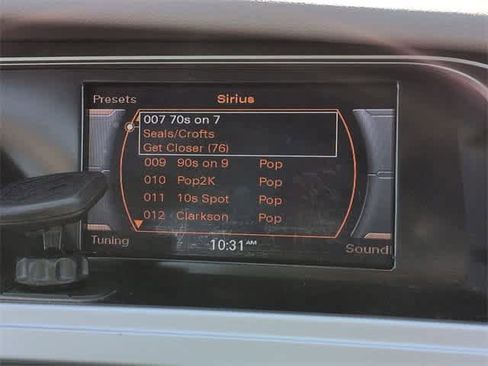 Presets Sirius
007 70s on 7
Seals/Crofts
Get Closer (76)
009 90s on 9 Pop
010 Pop2K Pop
011 10s Spot Pop
012 Clarkson Pop
Tuning 10:31 AM Sound